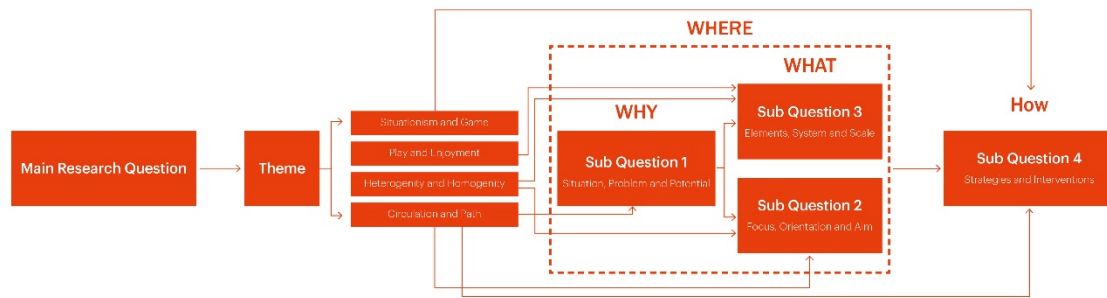 WHERE
WHAT
WHY
How
Main Research Question
Theme
Situationism and Game
Play and Enjoyment
Heterogenity and Homogenity
Circulation and Path
Sub Question 1
Situation, Problem and Potential
Sub Question 3
Elements, System and Scale
Sub Question 2
Focus, Orientation and Aim
Sub Question 4
Strategies and Interventions